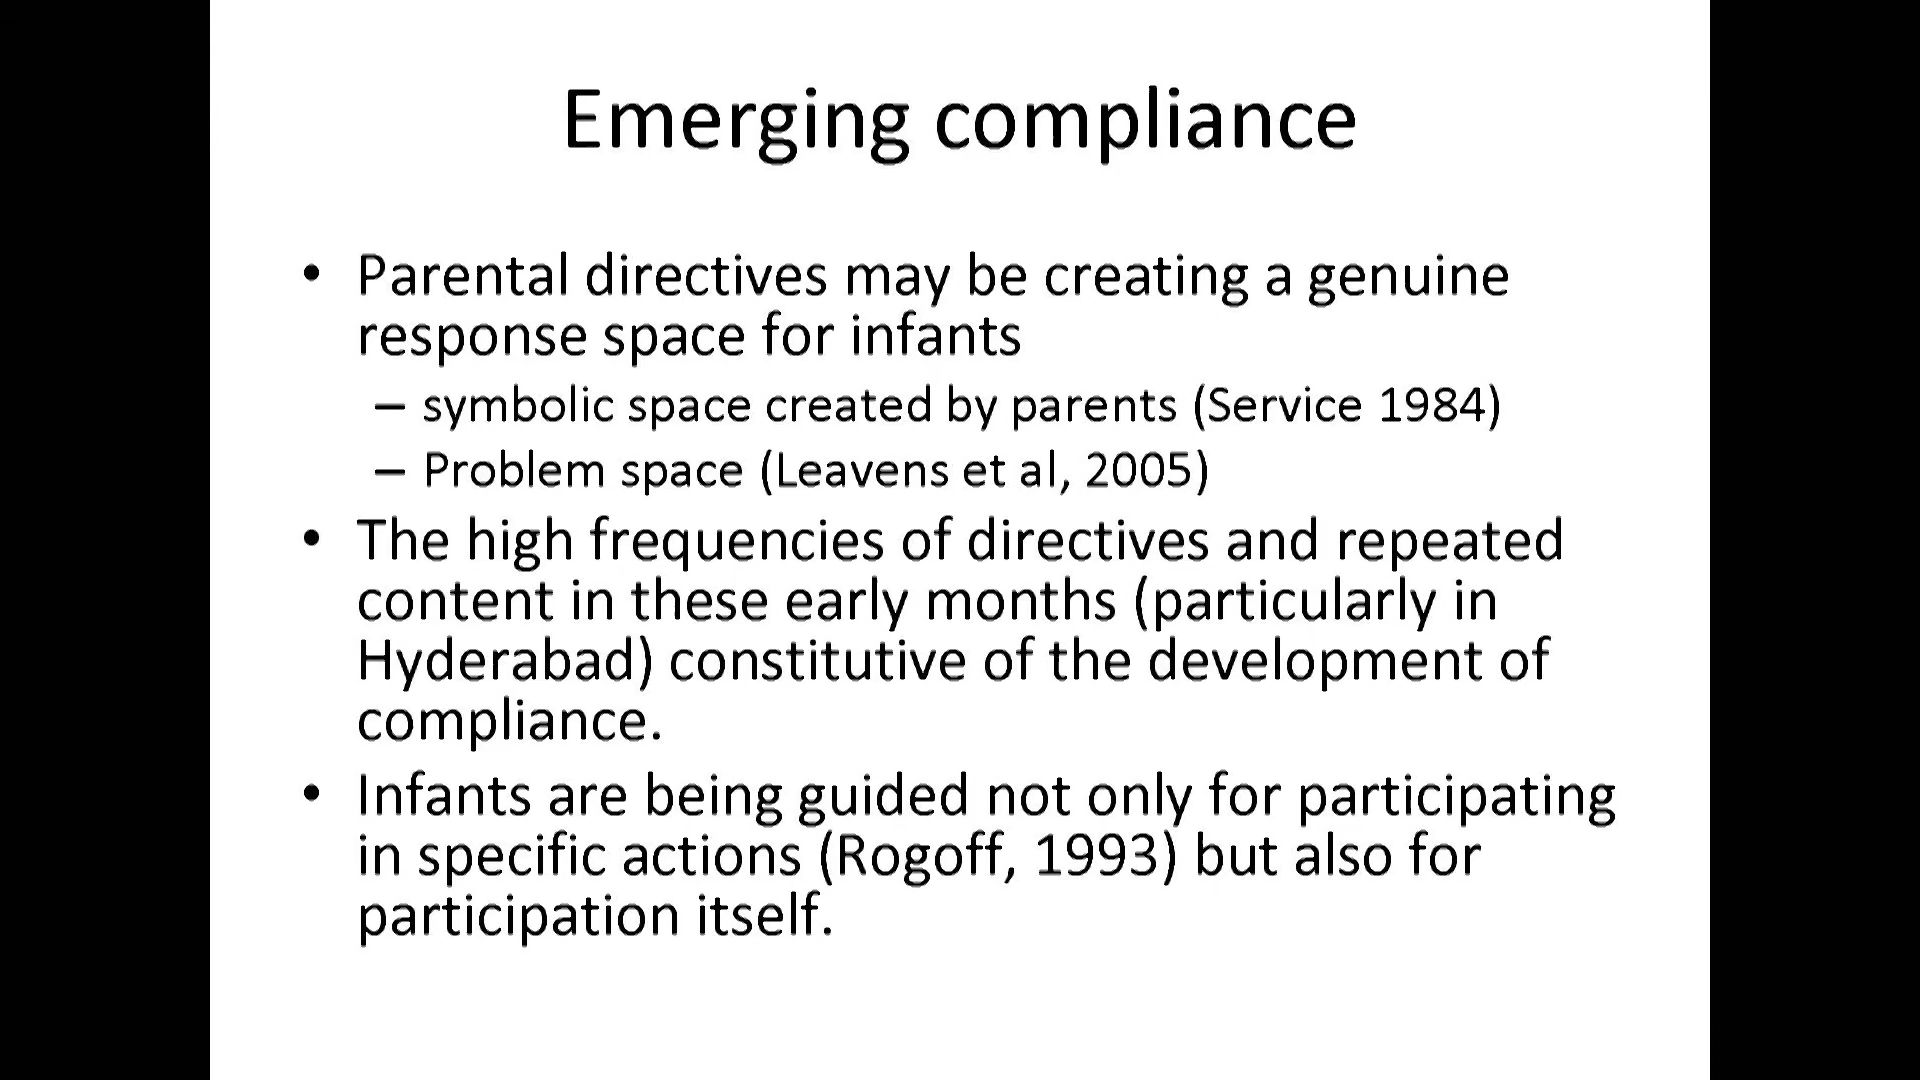 Emerging compliance
• Parental directives may be creating a genuine
response space for infants
– symbolic space created by parents (Service 1984)
– Problem space (Leavens et al, 2005)
• The high frequencies of directives and repeated
content in these early months (particularly in
Hyderabad) constitutive of the development of
compliance.
• Infants are being guided not only for participating
in specific actions (Rogoff, 1993) but also for
participation itself.